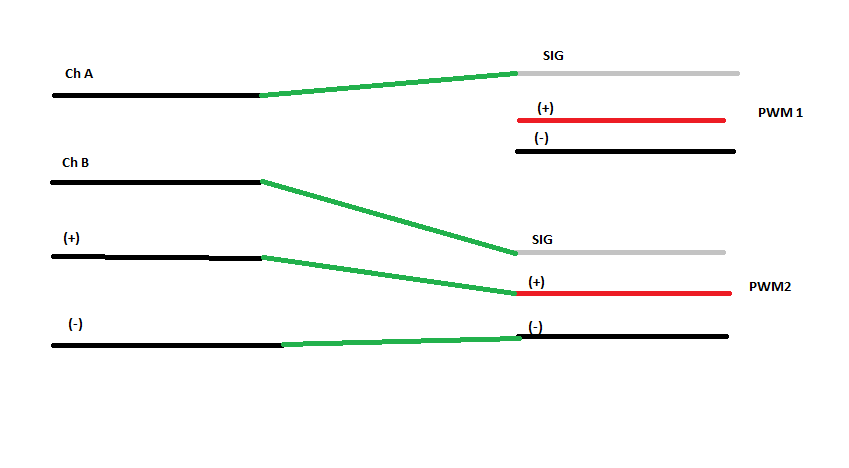 SIG
Ch A
(+)
PWM 1
(-)
Ch B
(+)
SIG
(+)
PWM2
(-)
(-)